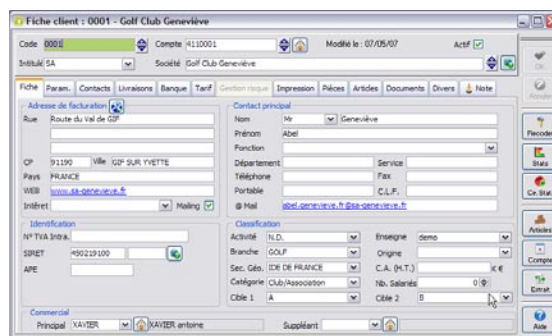 Fiche client : 0001 - Golf Club Geneviève
Code 0001 Compte 4110001 Modifié le : 07/05/07 Actif
Intitulé SA Société Golf Club Geneviève
Fiche Param. Contacts Livraisons Banque Tarif Gestion risque Impression Pièces Articles Documents Divers Note
Adresse de facturation Contact principal
Rue Route du Val de GIF Nom Mr Geneviève
Prénom Abel
Fonction
CP 91190 Ville GIF SUR YVETTE Département Service
Pays FRANCE Téléphone Fax
WEB www.sa-genevieve.fr Portable C.L.F.
Intéret Mailing @ Mail abel.genevieve.fr@sa-genevieve.fr
Identification Classification
N° TVA Intra. Activité N.D. Enseigne demo
SIRET 450219100 Branche GOLF Origine
APE Sec. Géo. IDE DE FRANCE C.A. (H.T.) K €
Catégorie Club/Association Nb. Salariés 0
Cible 1 A Cible 2 B
Commercial
Principal XAVIER XAVIER antoine Suppléant
OK
Annuler
Recoder
Stats
Ce. Stat
Articles
Compte
Extrait
Aide